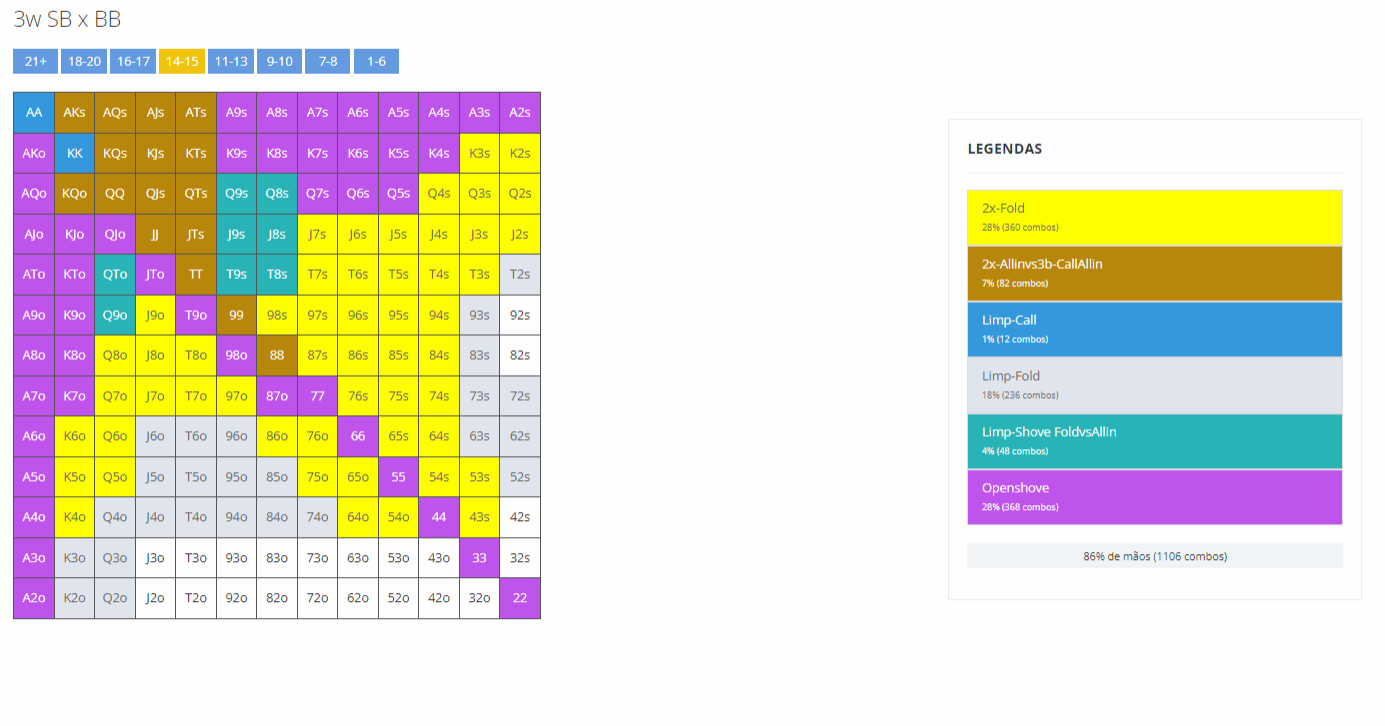 3w SB x BB
21+ 18-20 16-17 14-15 11-13 9-10 7-8 1-6
AA AKs AQs AJs ATs A9s A8s A7s A6s A5s A4s A3s A2s
AKo KK KQs KJs KTs K9s K8s K7s K6s K5s K4s K3s K2s
AQo KQo QQ QJs QTs Q9s Q8s Q7s Q6s Q5s Q4s Q3s Q2s
AJo KJo QJo JJ JTs J9s J8s J7s J6s J5s J4s J3s J2s
ATo KTo QTo JTo TT T9s T8s T7s T6s T5s T4s T3s T2s
A9o K9o Q9o J9o T9o 99 98s 97s 96s 95s 94s 93s 92s
A8o K8o Q8o J8o T8o 98o 88 87s 86s 85s 84s 83s 82s
A7o K7o Q7o J7o T7o 97o 87o 77 76s 75s 74s 73s 72s
A6o K6o Q6o J6o T6o 96o 86o 76o 66 65s 64s 63s 62s
A5o K5o Q5o J5o T5o 95o 85o 75o 65o 55 54s 53s 52s
A4o K4o Q4o J4o T4o 94o 84o 74o 64o 54o 44 43s 42s
A3o K3o Q3o J3o T3o 93o 83o 73o 63o 53o 43o 33 32s
A2o K2o Q2o J2o T2o 92o 82o 72o 62o 52o 42o 32o 22
LEGENDAS
2x-Fold
28% (360 combos)
2x-Allinvs3b-CallAllin
7% (82 combos)
Limp-Call
1% (12 combos)
Limp-Fold
18% (236 combos)
Limp-Shove FoldvsAllin
4% (48 combos)
Openshove
28% (368 combos)
86% de mãos (1106 combos)